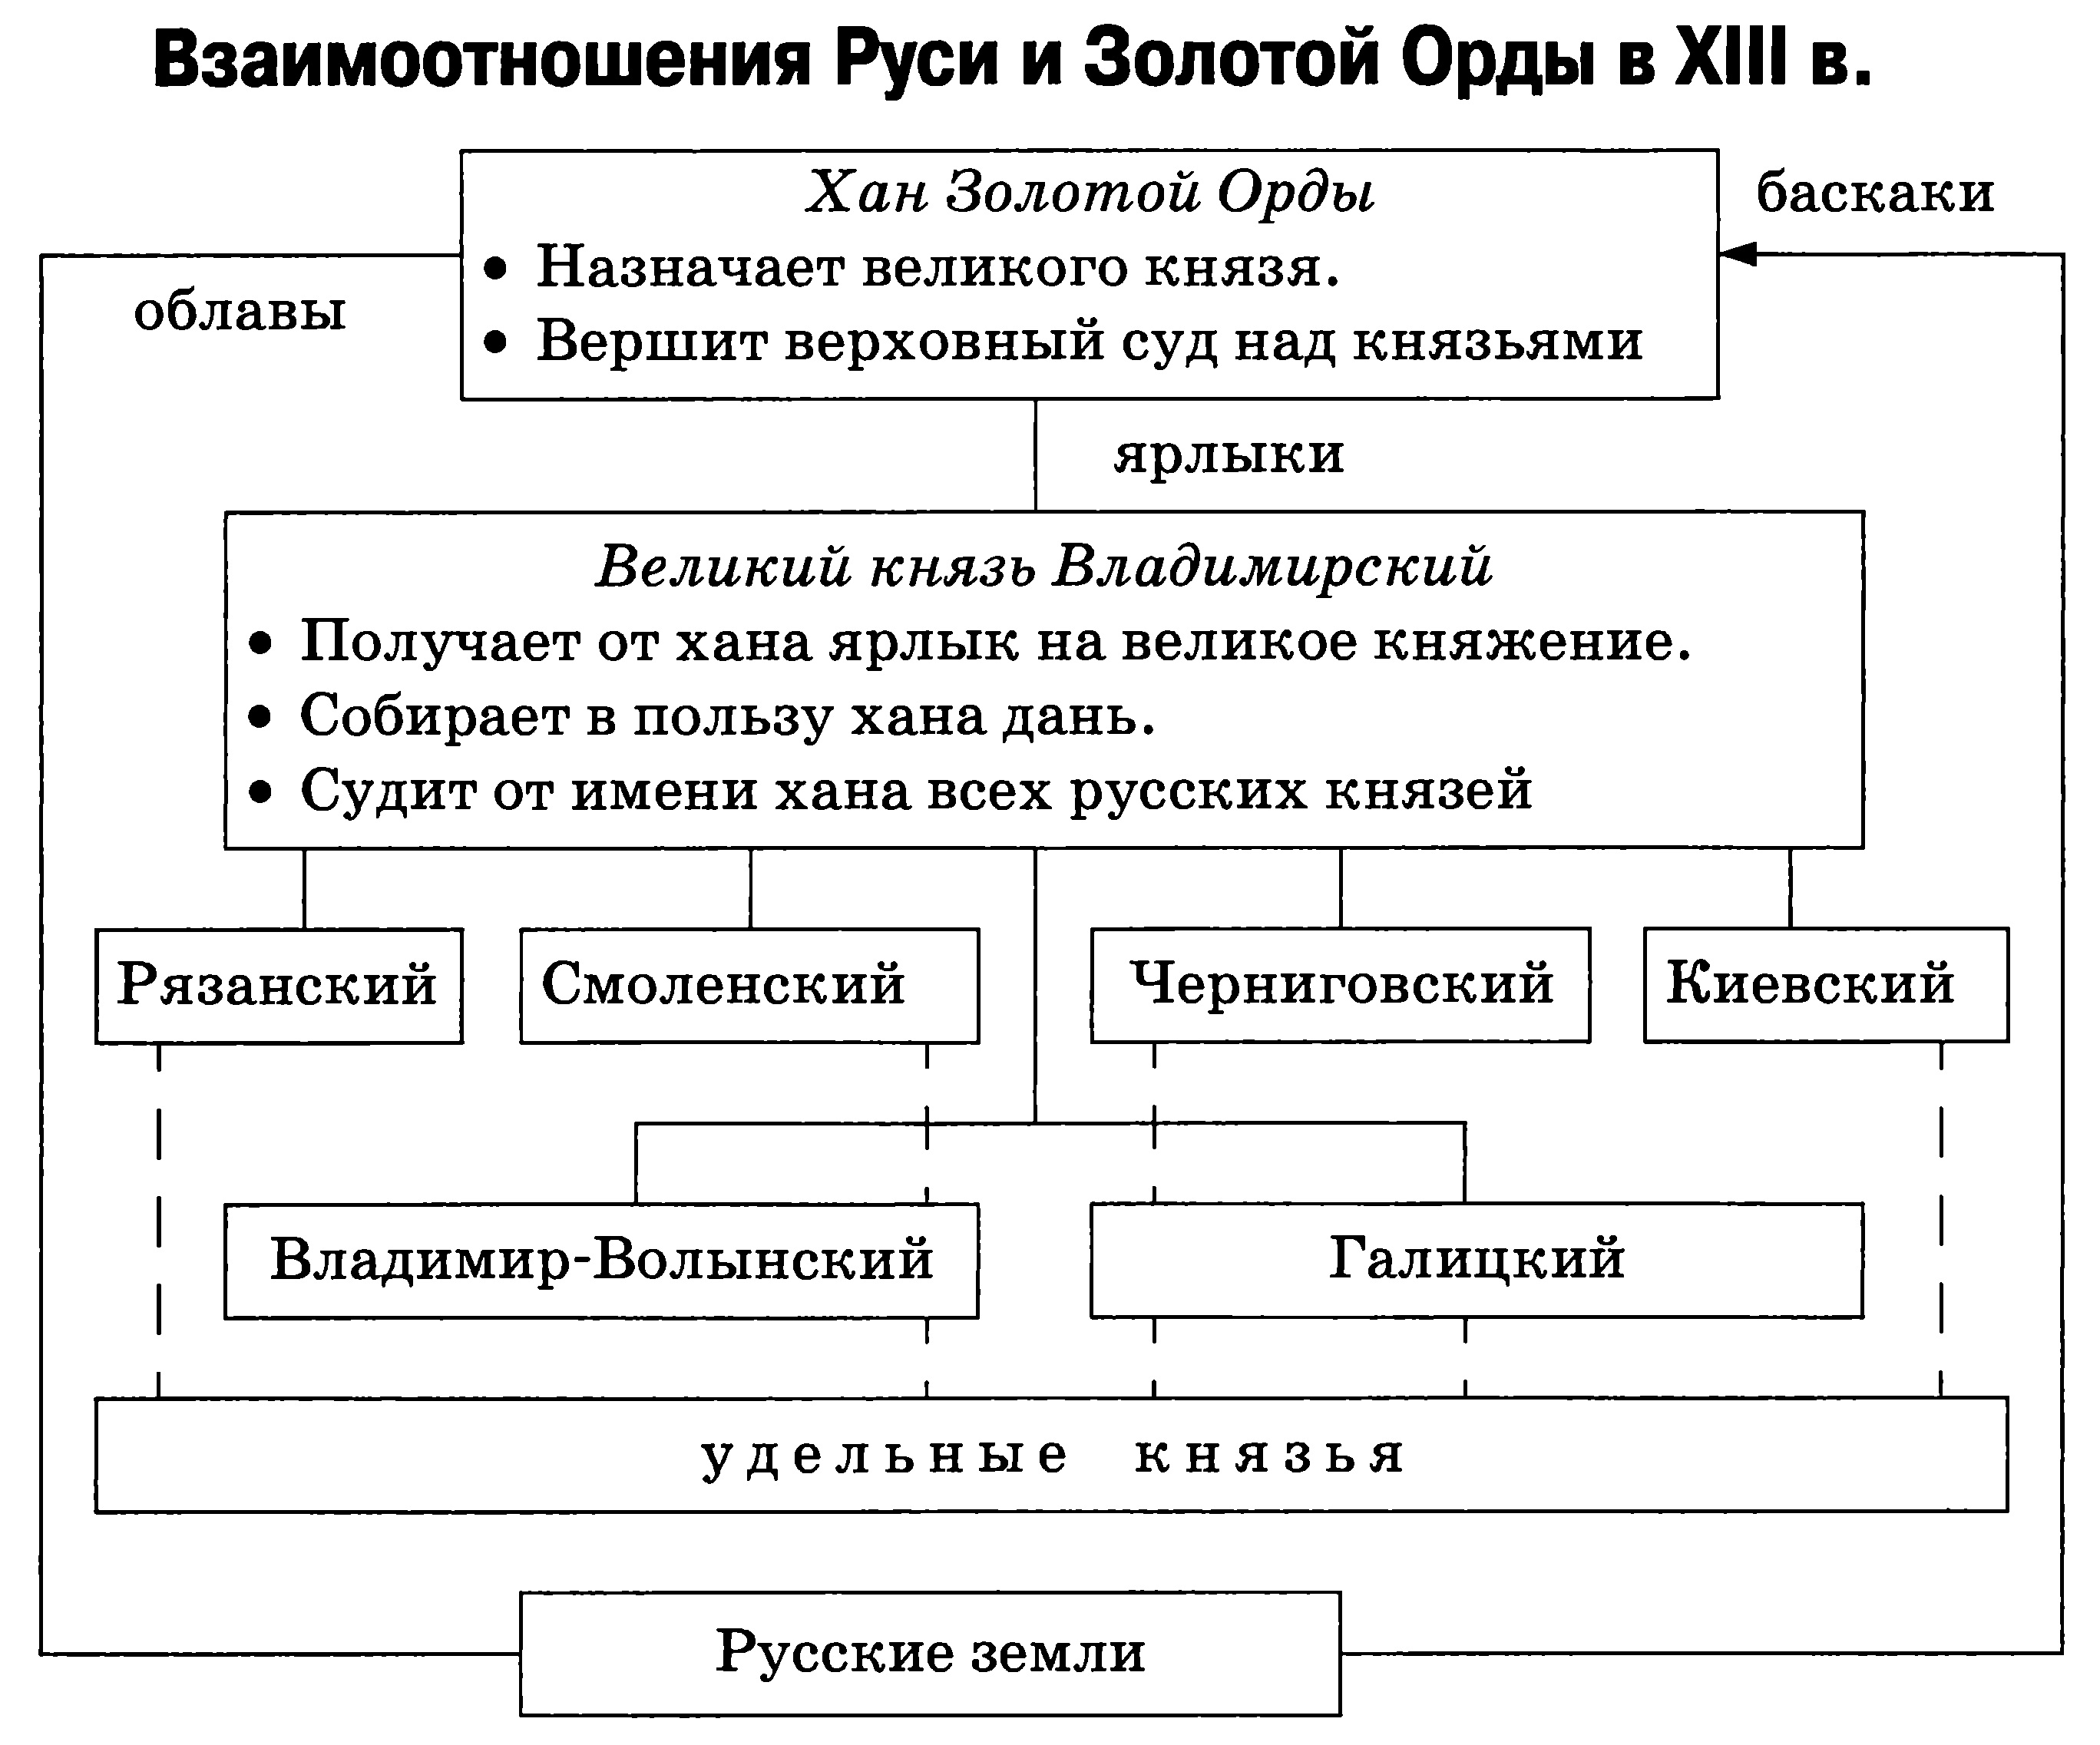 Взаимоотношения Руси и Золотой Орды в XIII в.
Хан Золотой Орды
• Назначает великого князя.
• Вершит верховный суд над князьями
баскаки
облавы
ярлыки
Великий князь Владимирский
• Получает от хана ярлык на великое княжение.
• Собирает в пользу хана дань.
• Судит от имени хана всех русских князей
Рязанский
Смоленский
Черниговский
Киевский
Владимир-Волынский
Галицкий
удельные князья
Русские земли